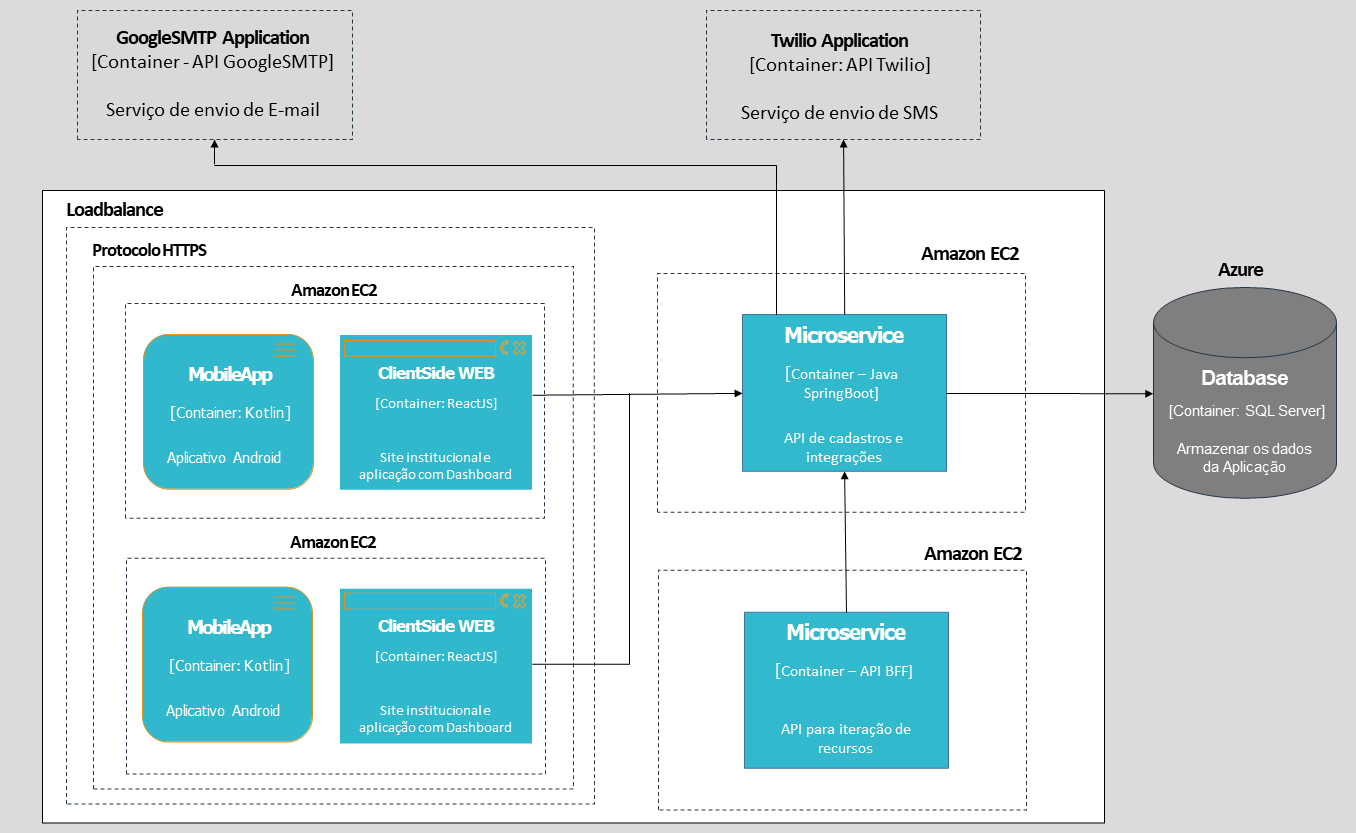 GoogleSMTP Application
[Container - API GoogleSMTP]
Serviço de envio de E-mail
Twilio Application
[Container: API Twilio]
Serviço de envio de SMS
Loadbalance
Protocolo HTTPS
Amazon EC2
MobileApp
[Container: Kotlin]
Aplicativo Android
ClientSide WEB
[Container: ReactJS]
Site institucional e
aplicação com Dashboard
Amazon EC2
MobileApp
[Container: Kotlin]
Aplicativo Android
ClientSide WEB
[Container: ReactJS]
Site institucional e
aplicação com Dashboard
Amazon EC2
Microservice
[Container – Java
SpringBoot]
API de cadastros e
integrações
Amazon EC2
Microservice
[Container – API BFF]
API para iteração de
recursos
Azure
Database
[Container: SQL Server]
Armazenar os dados
da Aplicação